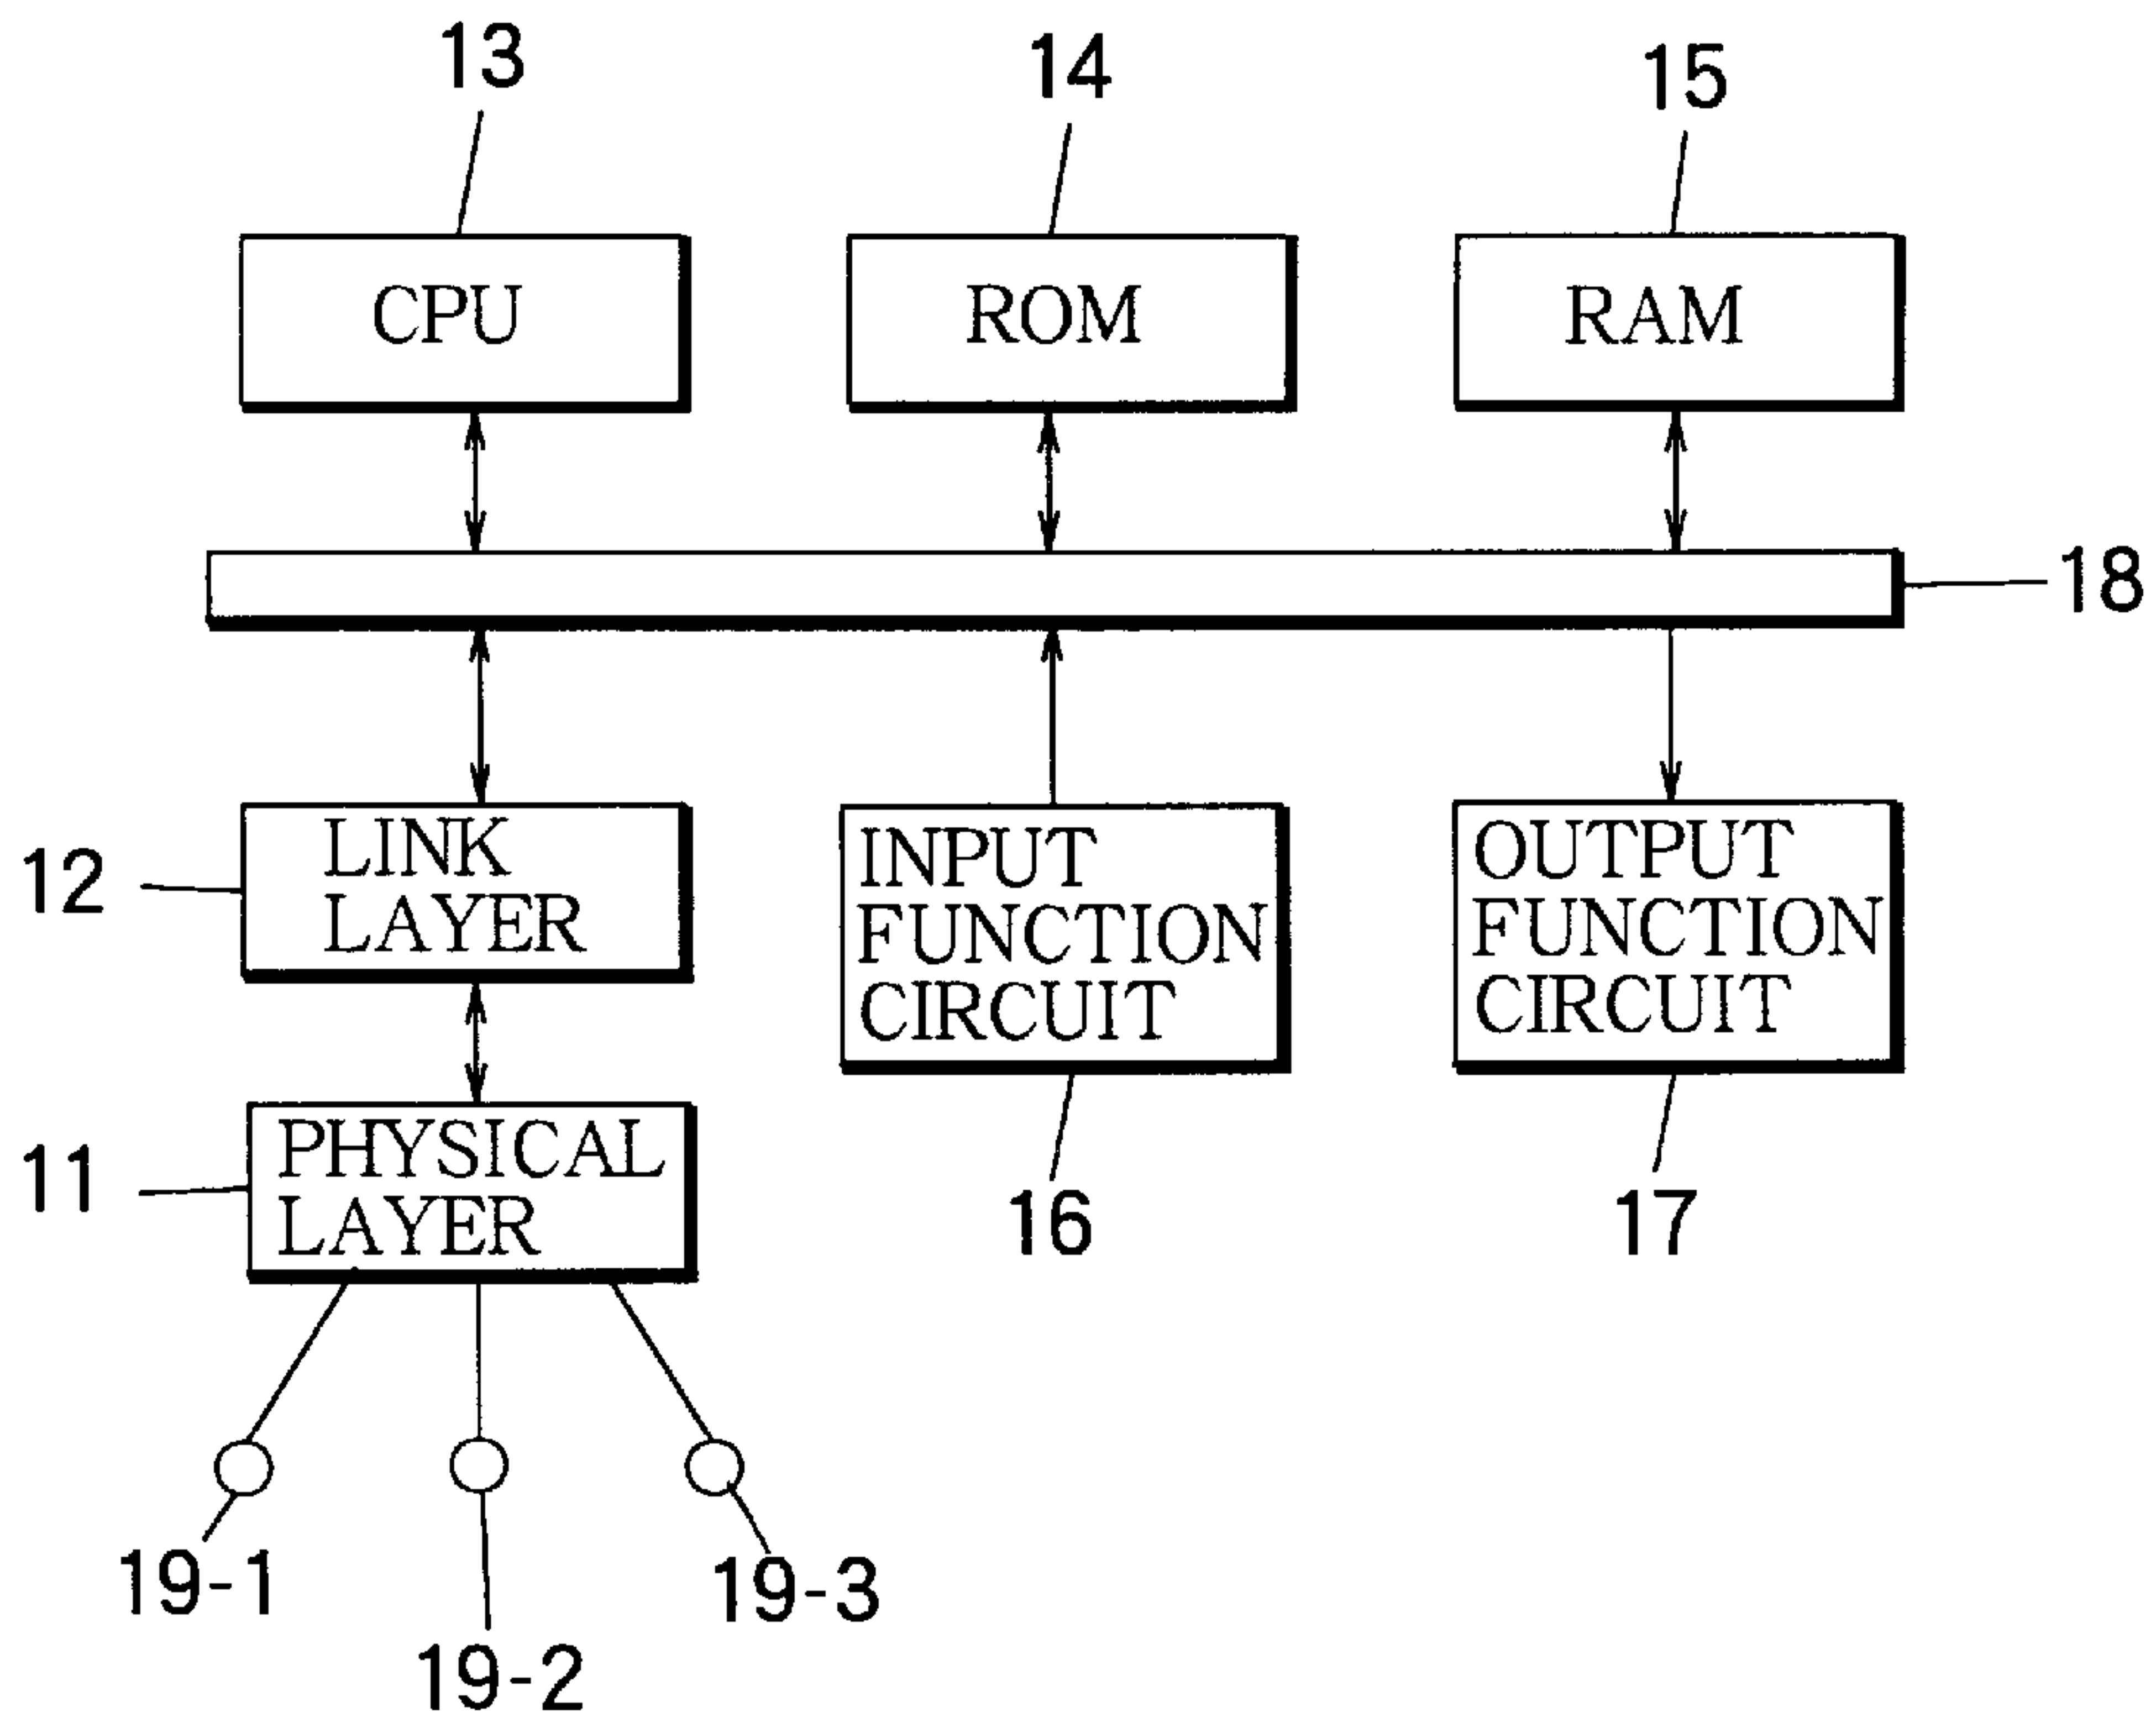 13
14
15
CPU
ROM
RAM
18
LINK
LAYER
12
INPUT
FUNCTION
CIRCUIT
OUTPUT
FUNCTION
CIRCUIT
PHYSICAL
LAYER
11
16
17
19-1
19-2
19-3